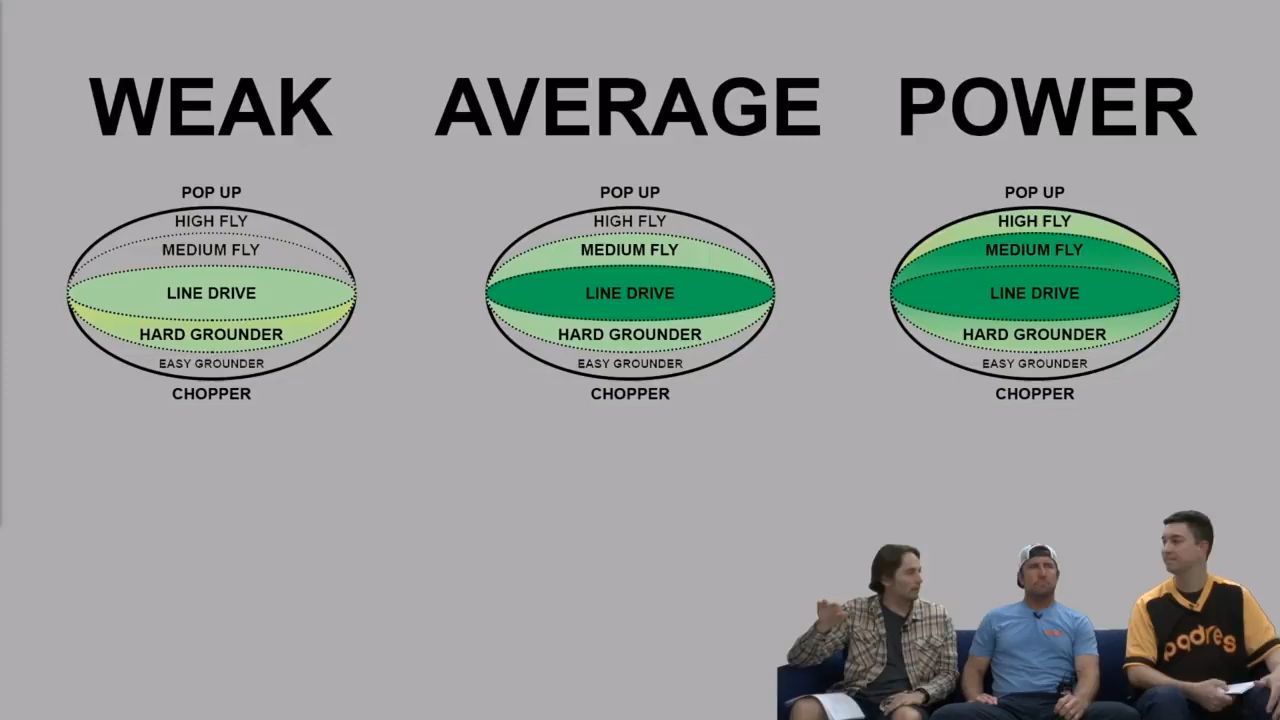 WEAK
AVERAGE
POWER
POP UP
HIGH FLY
MEDIUM FLY
LINE DRIVE
HARD GROUNDER
EASY GROUNDER
CHOPPER
POP UP
HIGH FLY
MEDIUM FLY
LINE DRIVE
HARD GROUNDER
EASY GROUNDER
CHOPPER
POP UP
HIGH FLY
MEDIUM FLY
LINE DRIVE
HARD GROUNDER
EASY GROUNDER
CHOPPER
padres